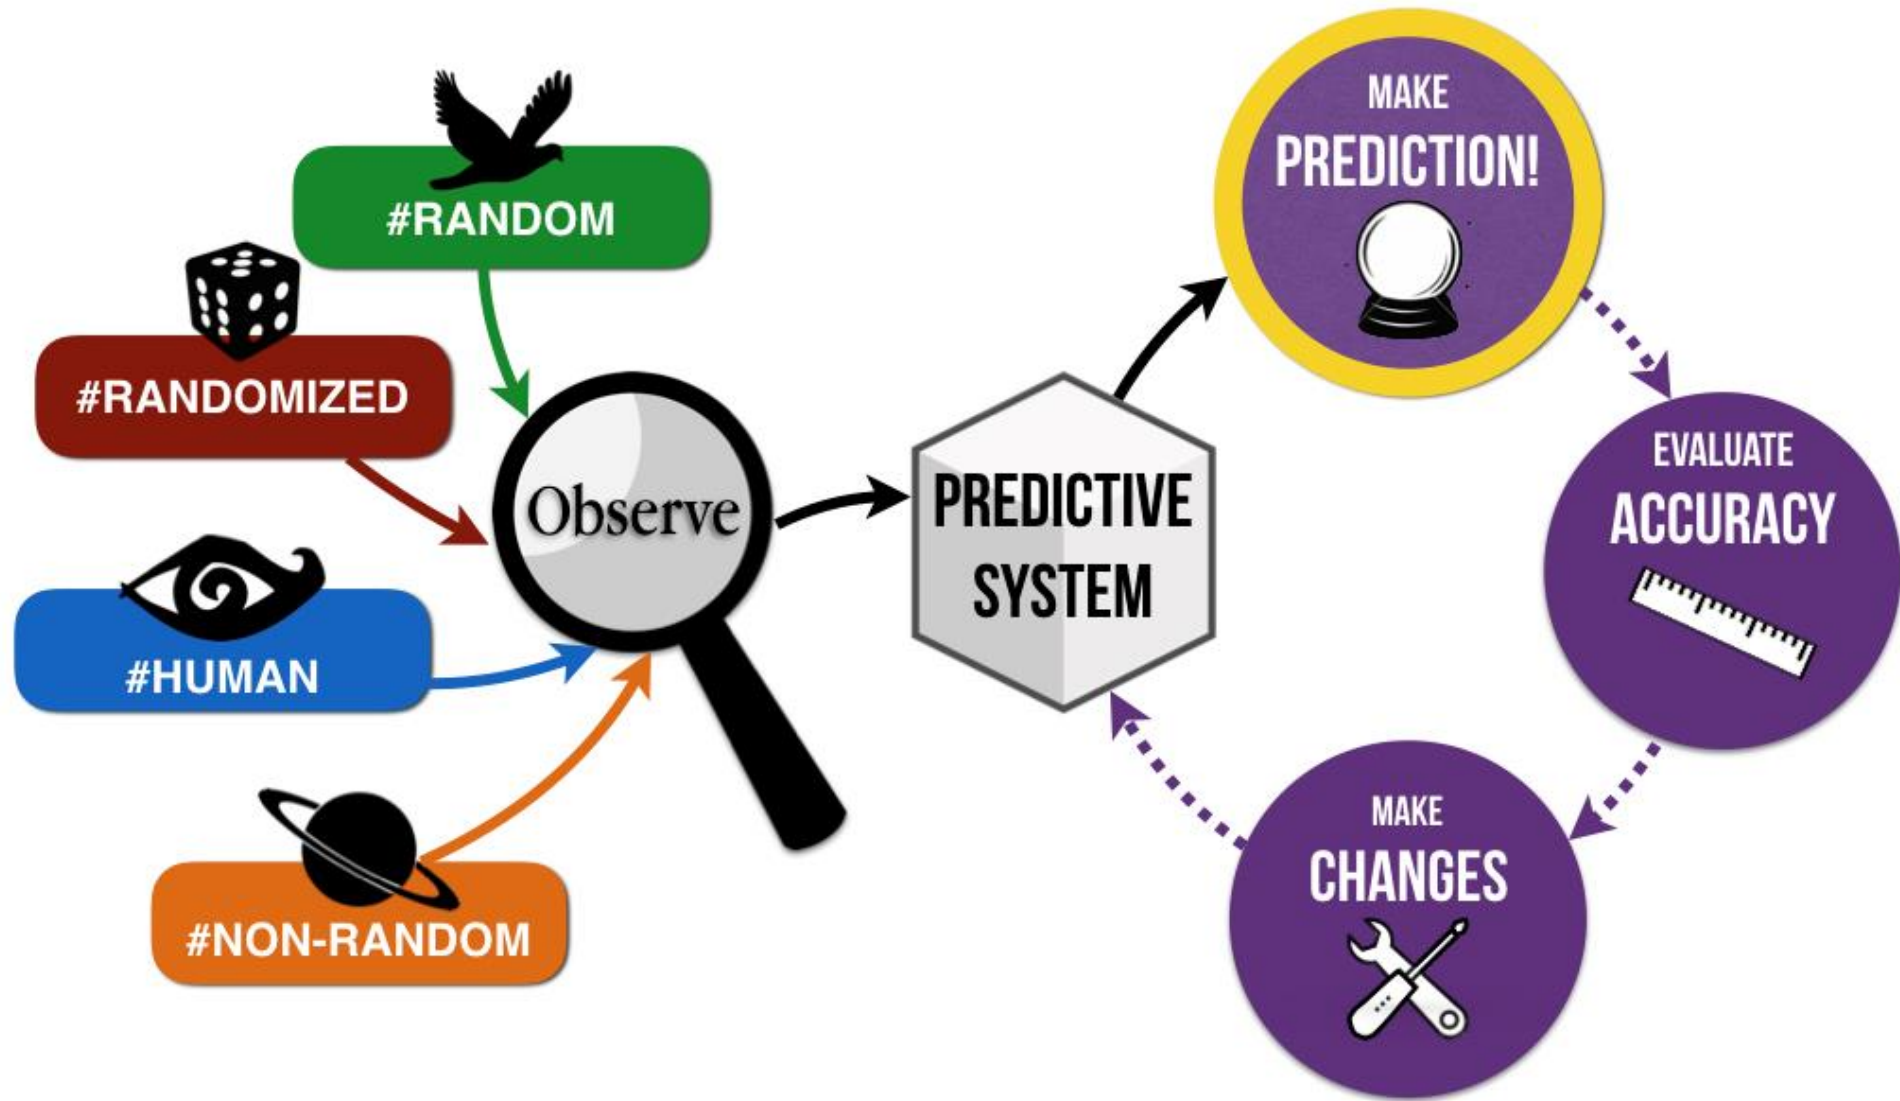 #RANDOM
#RANDOMIZED
#HUMAN
#NON-RANDOM
Observe
PREDICTIVE
SYSTEM
MAKE
PREDICTION!
EVALUATE
ACCURACY
MAKE
CHANGES